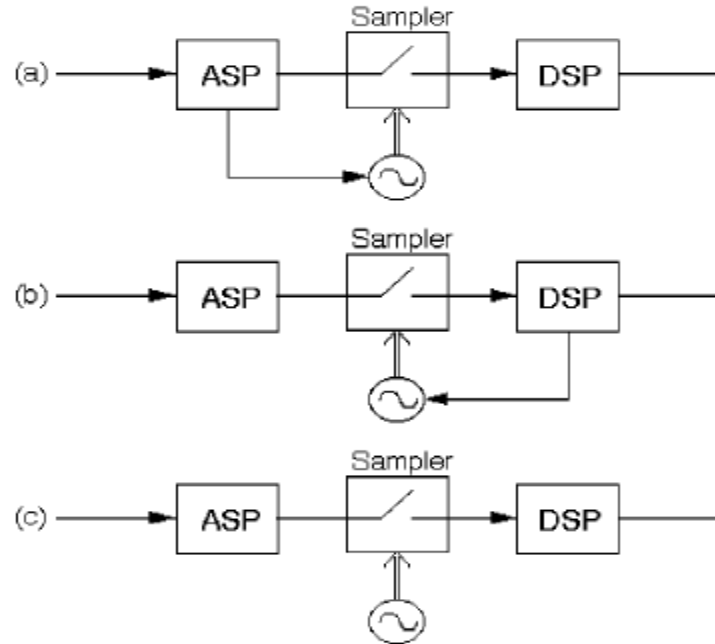 Sampler
(a) ASP DSP
Sampler
(b) ASP DSP
Sampler
(c) ASP DSP